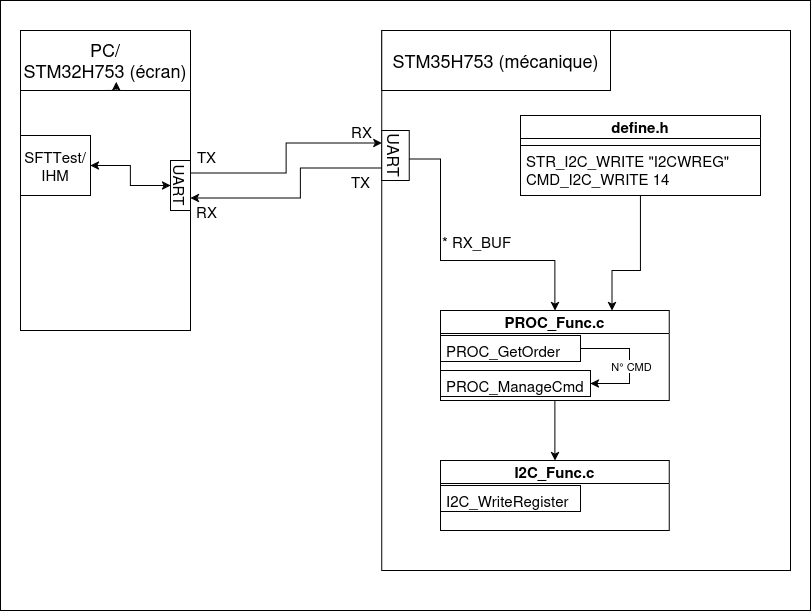 PC/
STM32H753 (écran)
SFTTest/
IHM
UART
TX
RX
STM35H753 (mécanique)
RX
TX
UART
define.h
STR_I2C_WRITE "I2CWREG"
CMD_I2C_WRITE 14
* RX_BUF
PROC_Func.c
PROC_GetOrder
N° CMD
PROC_ManageCmd
I2C_Func.c
I2C_WriteRegister